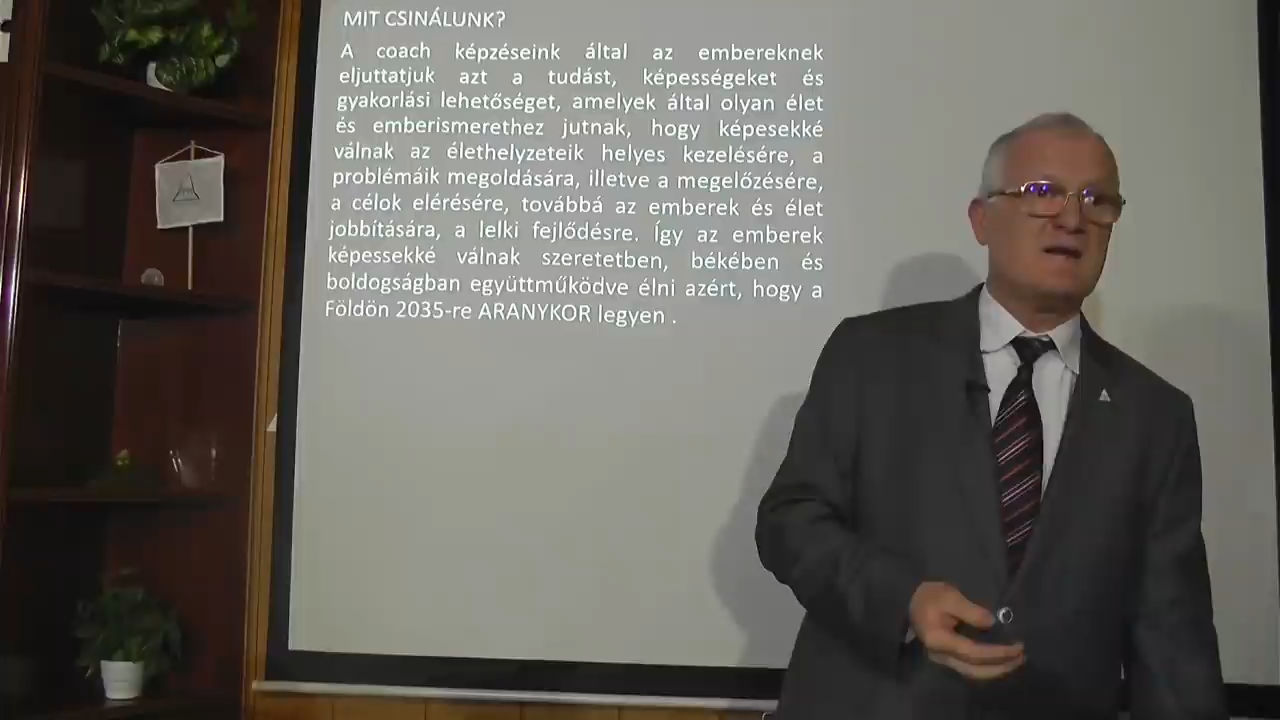 MIT CSINÁLUNK?
A coach képzéseink által az embereknek
eljuttatjuk azt a tudást, képességeket és
gyakorlási lehetőséget, amelyek által olyan élet
és emberismerethez jutnak, hogy képesekké
válnak az élethelyzeteik helyes kezelésére, a
problémáik megoldására, illetve a megelőzésére,
a célok elérésére, továbbá az emberek és élet
jobbítására, a lelki fejlődésre. Így az emberek
képessekké válnak szeretetben, békében és
boldogságban együttműködve élni azért, hogy a
Földön 2035-re ARANYKOR legyen .